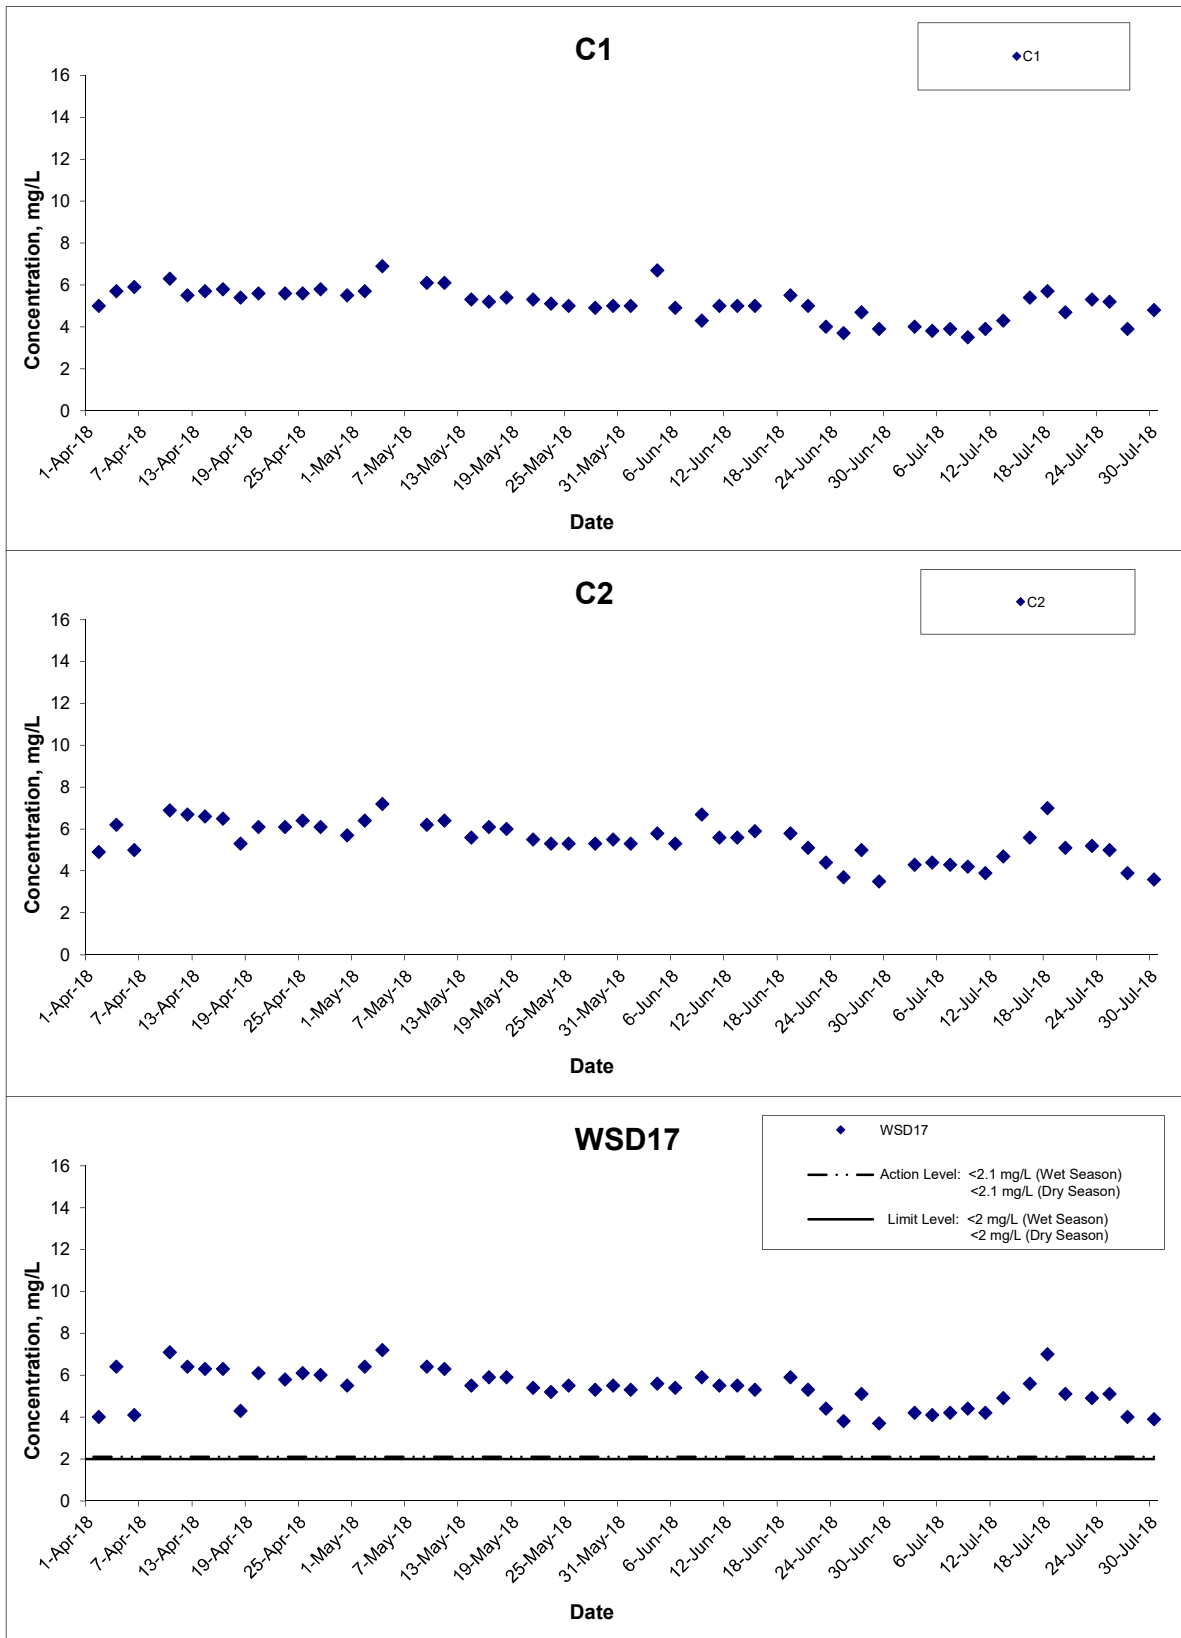 C1
C1
16
14
12
10
8
6
4
2
0
Concentration, mg/L
1-Apr-18
7-Apr-18
13-Apr-18
19-Apr-18
25-Apr-18
1-May-18
7-May-18
13-May-18
19-May-18
25-May-18
31-May-18
6-Jun-18
12-Jun-18
18-Jun-18
24-Jun-18
30-Jun-18
6-Jul-18
12-Jul-18
18-Jul-18
24-Jul-18
30-Jul-18
Date
C2
C2
16
14
12
10
8
6
4
2
0
Concentration, mg/L
1-Apr-18
7-Apr-18
13-Apr-18
19-Apr-18
25-Apr-18
1-May-18
7-May-18
13-May-18
19-May-18
25-May-18
31-May-18
6-Jun-18
12-Jun-18
18-Jun-18
24-Jun-18
30-Jun-18
6-Jul-18
12-Jul-18
18-Jul-18
24-Jul-18
30-Jul-18
Date
WSD17
WSD17
Action Level: <2.1 mg/L (Wet Season)
<2.1 mg/L (Dry Season)
Limit Level: <2 mg/L (Wet Season)
<2 mg/L (Dry Season)
16
14
12
10
8
6
4
2
0
Concentration, mg/L
1-Apr-18
7-Apr-18
13-Apr-18
19-Apr-18
25-Apr-18
1-May-18
7-May-18
13-May-18
19-May-18
25-May-18
31-May-18
6-Jun-18
12-Jun-18
18-Jun-18
24-Jun-18
30-Jun-18
6-Jul-18
12-Jul-18
18-Jul-18
24-Jul-18
30-Jul-18
Date